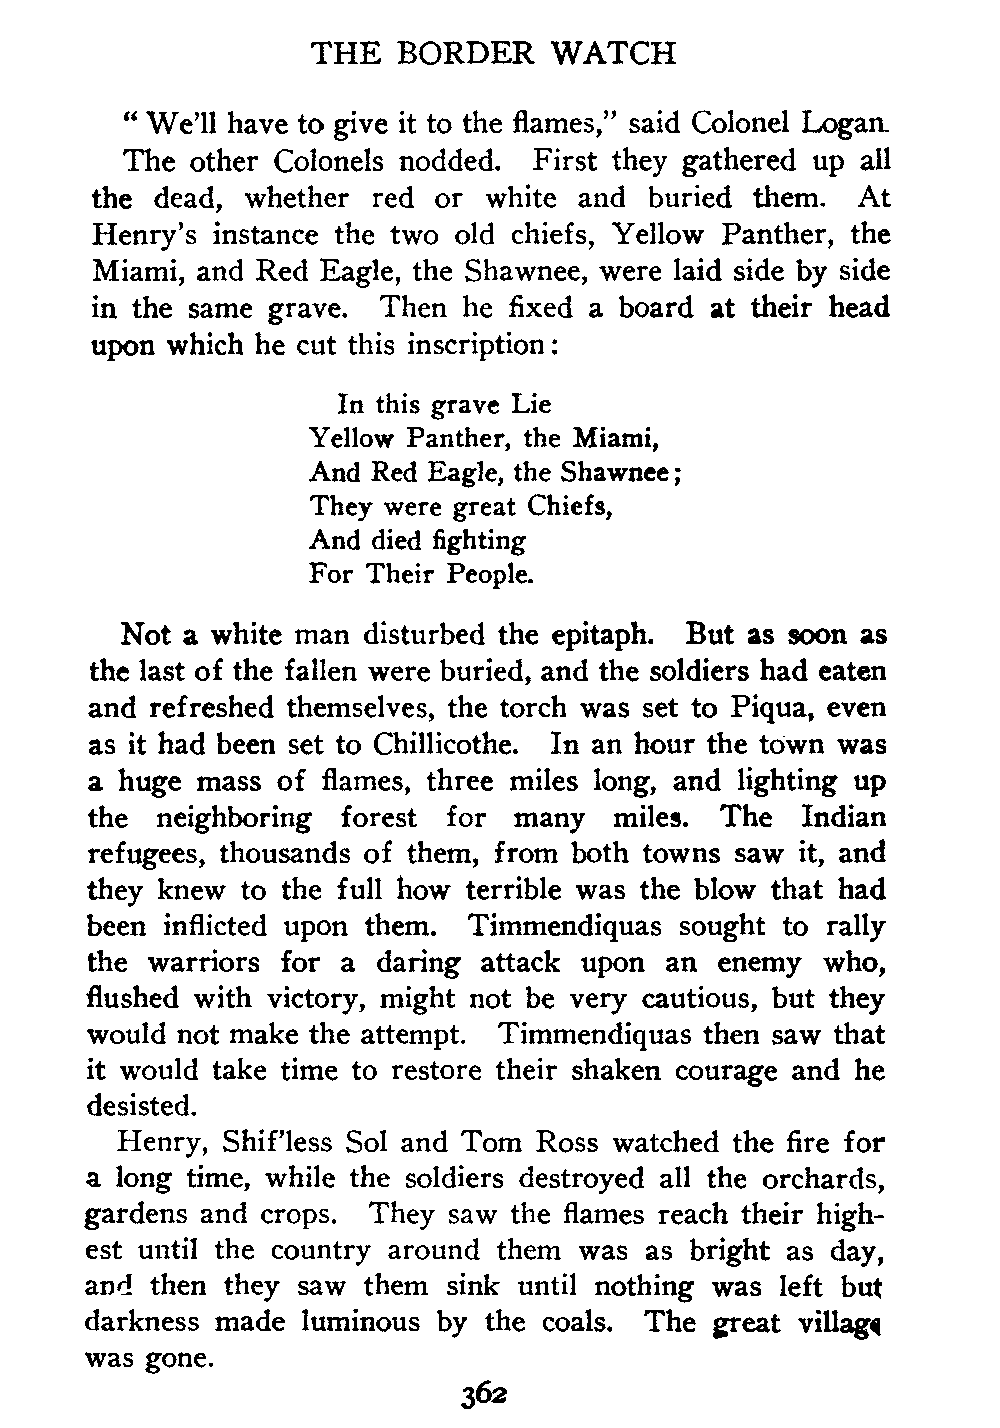 THE BORDER WATCH
“ We'll have to give it to the flames,” said Colonel Logan.
The other Colonels nodded. First they gathered up all
the dead, whether red or white and buried them. At
Henry's instance the two old chiefs, Yellow Panther, the
Miami, and Red Eagle, the Shawnee, were laid side by side
in the same grave. Then he fixed a board at their head
upon which he cut this inscription:
In this grave Lie
Yellow Panther, the Miami,
And Red Eagle, the Shawnee;
They were great Chiefs,
And died fighting
For Their People.
Not a white man disturbed the epitaph. But as soon as
the last of the fallen were buried, and the soldiers had eaten
and refreshed themselves, the torch was set to Piqua, even
as it had been set to Chillicothe. In an hour the town was
a huge mass of flames, three miles long, and lighting up
the neighboring forest for many miles. The Indian
refugees, thousands of them, from both towns saw it, and
they knew to the full how terrible was the blow that had
been inflicted upon them. Timmendiquas sought to rally
the warriors for a daring attack upon an enemy who,
flushed with victory, might not be very cautious, but they
would not make the attempt. Timmendiquas then saw that
it would take time to restore their shaken courage and he
desisted.
Henry, Shif'less Sol and Tom Ross watched the fire for
a long time, while the soldiers destroyed all the orchards,
gardens and crops. They saw the flames reach their high-
est until the country around them was as bright as day,
and then they saw them sink until nothing was left but
darkness made luminous by the coals. The great village
was gone.
362